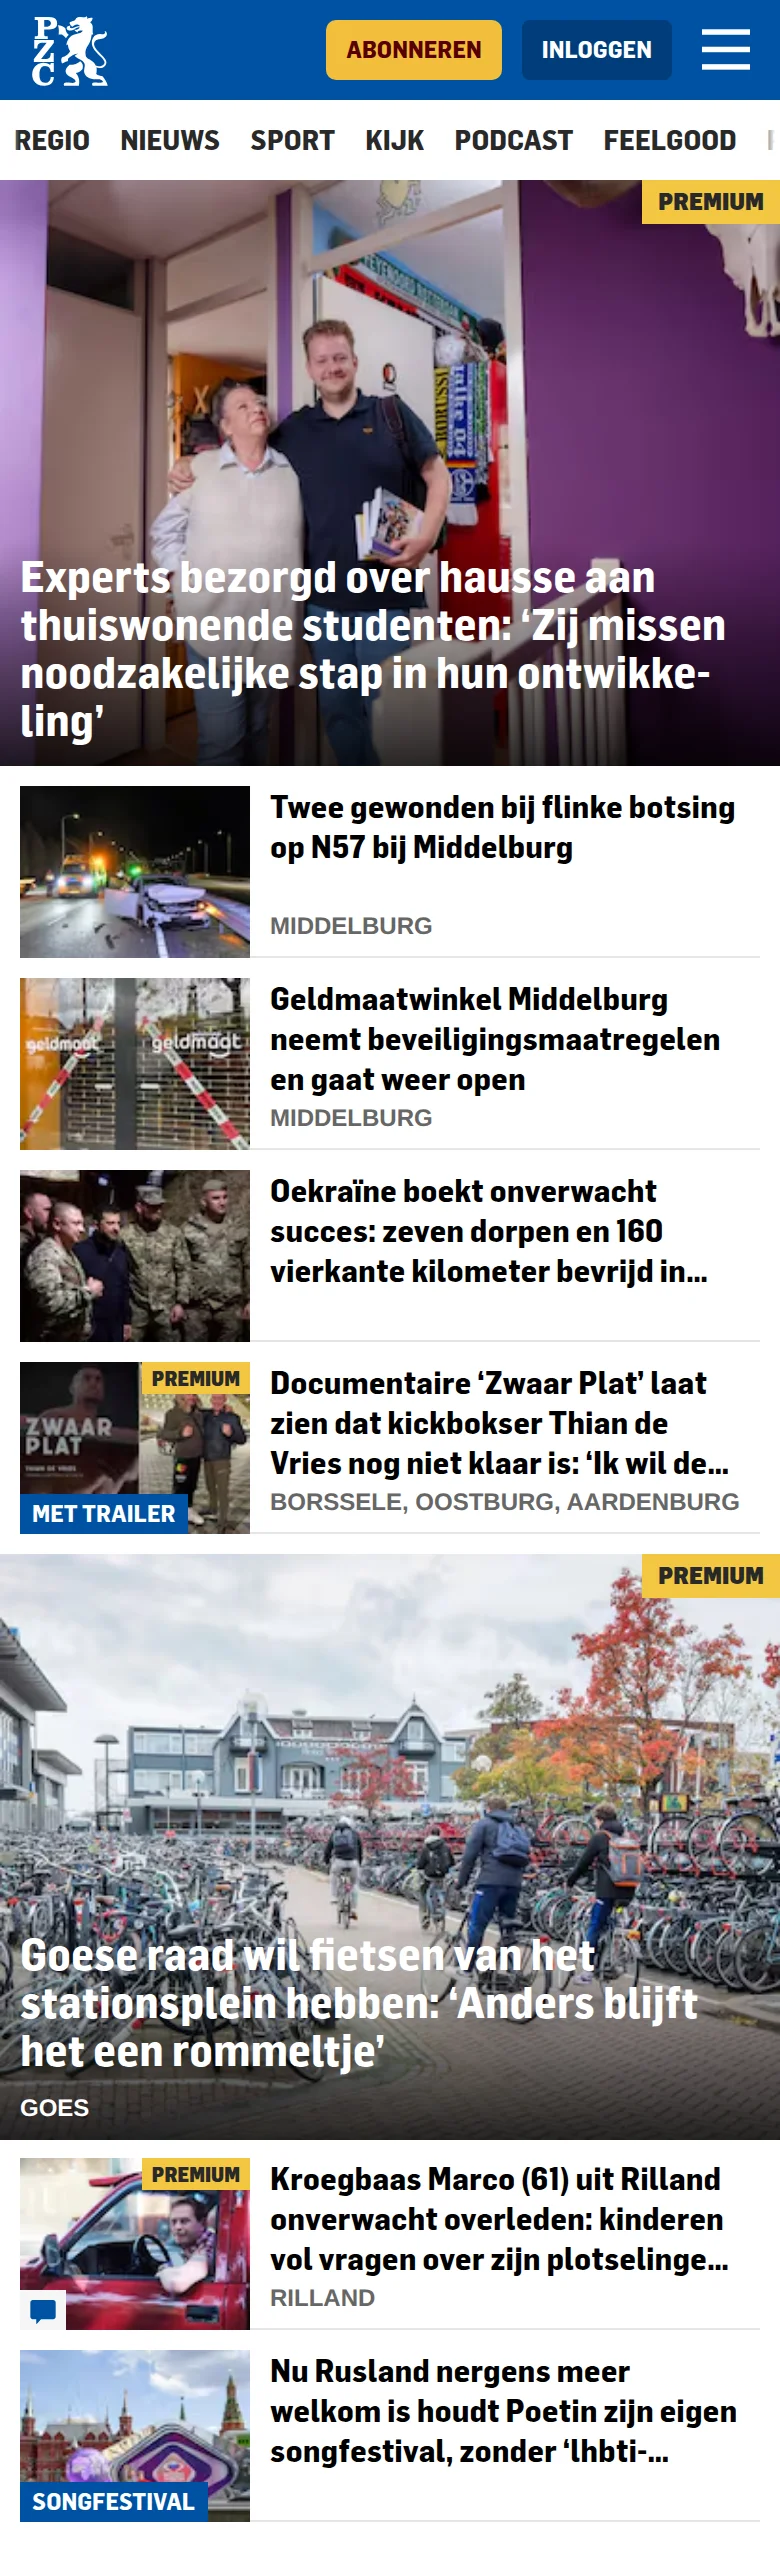 PZC
ABONNEREN
INLOGGEN
REGIO NIEUWS SPORT KIJK PODCAST FEELGOOD
PREMIUM
BORUSSI
Experts bezorgd over hausse aan
thuiswonende studenten: ‘Zij missen
noodzakelijke stap in hun ontwikke-
ling’
Twee gewonden bij flinke botsing
op N57 bij Middelburg
MIDDELBURG
geldmaat geldmaat
Geldmaatwinkel Middelburg
neemt beveiligingsmaatregelen
en gaat weer open
MIDDELBURG
Oekraïne boekt onverwacht
succes: zeven dorpen en 160
vierkante kilometer bevrijd in...
PREMIUM
ZWAAR
PLAT
MET TRAILER
Documentaire ‘Zwaar Plat’ laat
zien dat kickbokser Thian de
Vries nog niet klaar is: ‘Ik wil de...
BORSSELE, OOSTBURG, AARDENBURG
PREMIUM
Goese raad wil fietsen van het
stationsplein hebben: ‘Anders blijft
het een rommeltje’
GOES
PREMIUM
Kroegbaas Marco (61) uit Rilland
onverwacht overleden: kinderen
vol vragen over zijn plotselinge...
RILLAND
SONGFESTIVAL
Nu Rusland nergens meer
welkom is houdt Poetin zijn eigen
songfestival, zonder ‘lhbti-...